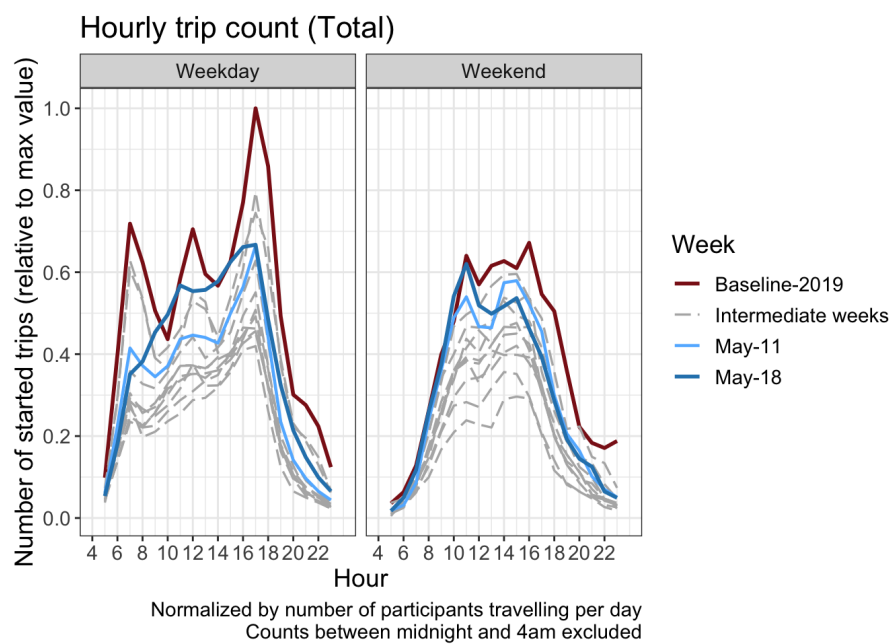 Hourly trip count (Total)
Weekday
Weekend
Number of started trips (relative to max value)
1.0
0.8
0.6
0.4
0.2
0.0
4 6 8 10 12 14 16 18 20 22
4 6 8 10 12 14 16 18 20 22
Hour
Week
Baseline-2019
Intermediate weeks
May-11
May-18
Normalized by number of participants travelling per day
Counts between midnight and 4am excluded